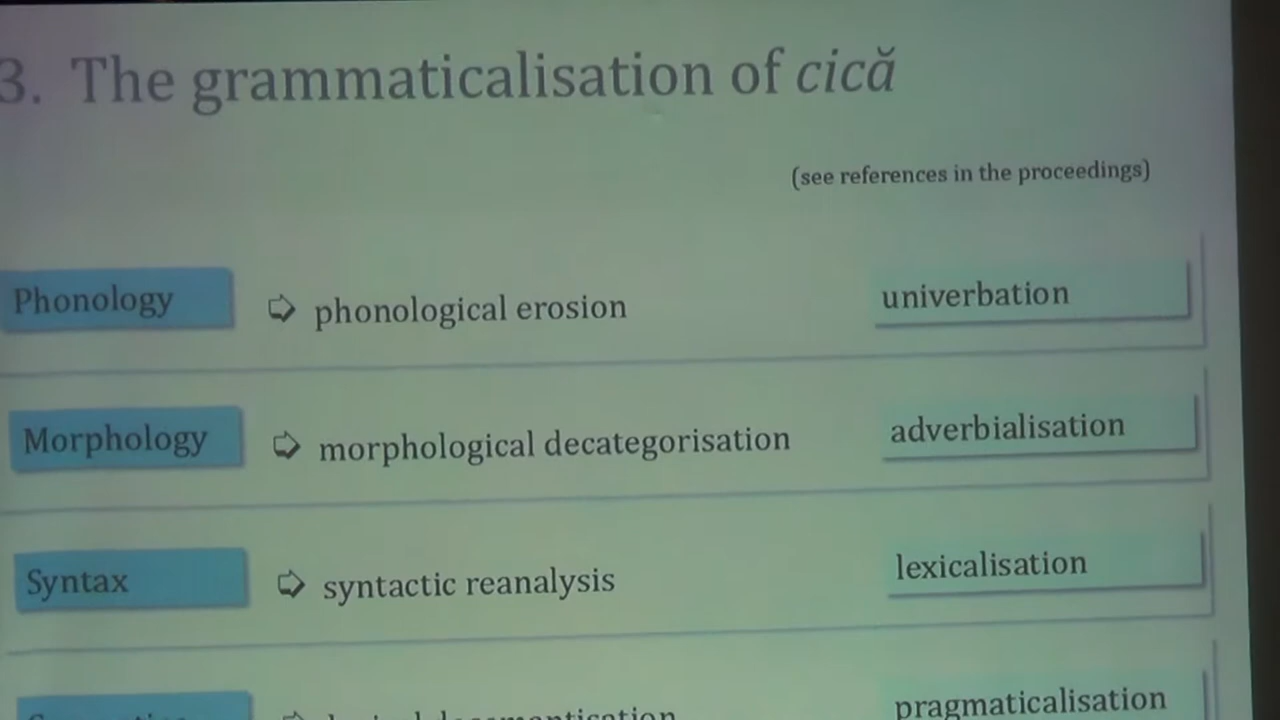 3. The grammaticalisation of cică
(see references in the proceedings)
Phonology ➩ phonological erosion univerbation
Morphology ➩ morphological decategorisation adverbialisation
Syntax ➩ syntactic reanalysis lexicalisation
pragmaticalisation